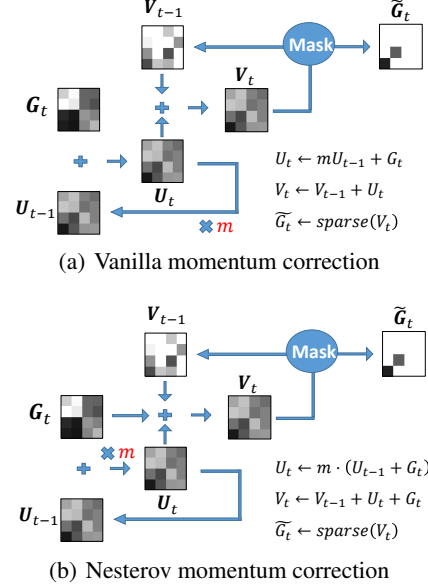 V_{t-1}
G̃_t
Mask
V_t
G_t
U_t ← mU_{t-1} + G_t
V_t ← V_{t-1} + U_t
G̃_t ← sparse(V_t)
U_{t-1}
U_t
✖ m
(a) Vanilla momentum correction
V_{t-1}
G̃_t
Mask
V_t
G_t
✖ m
U_t ← m · (U_{t-1} + G_t)
V_t ← V_{t-1} + U_t + G_t
G̃_t ← sparse(V_t)
U_{t-1}
U_t
(b) Nesterov momentum correction